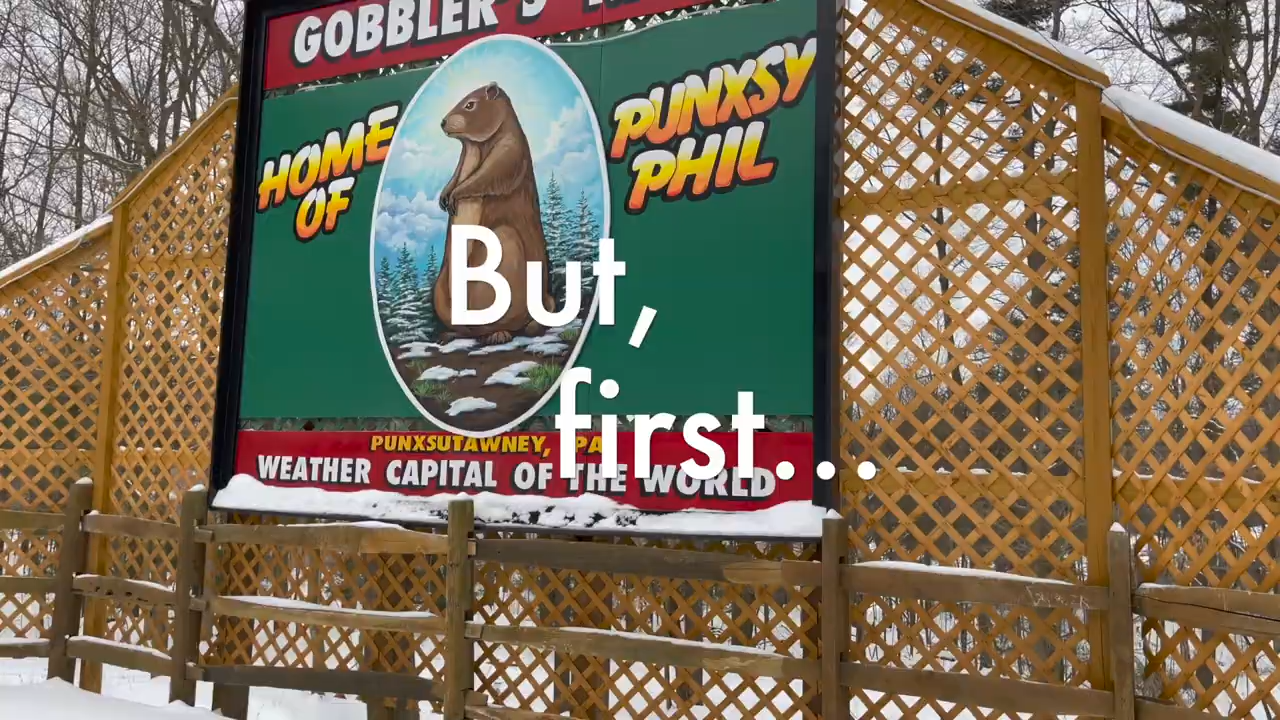 GOBBLER'S
HOME
OF
PUNXSY
PHIL
But,
first...
PUNXSUTAWNEY, PA
WEATHER CAPITAL OF THE WORLD